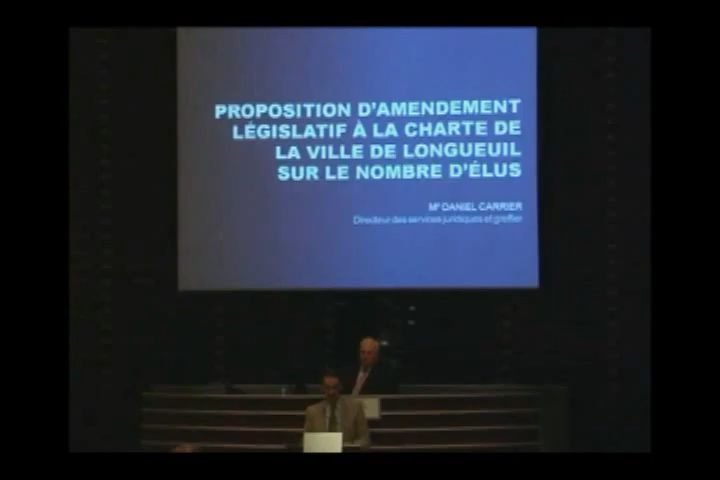 PROPOSITION D'AMENDEMENT
LÉGISLATIF À LA CHARTE DE
LA VILLE DE LONGUEUIL
SUR LE NOMBRE D'ÉLUS
Me DANIEL CARRIER
Directeur des services juridiques et greffier